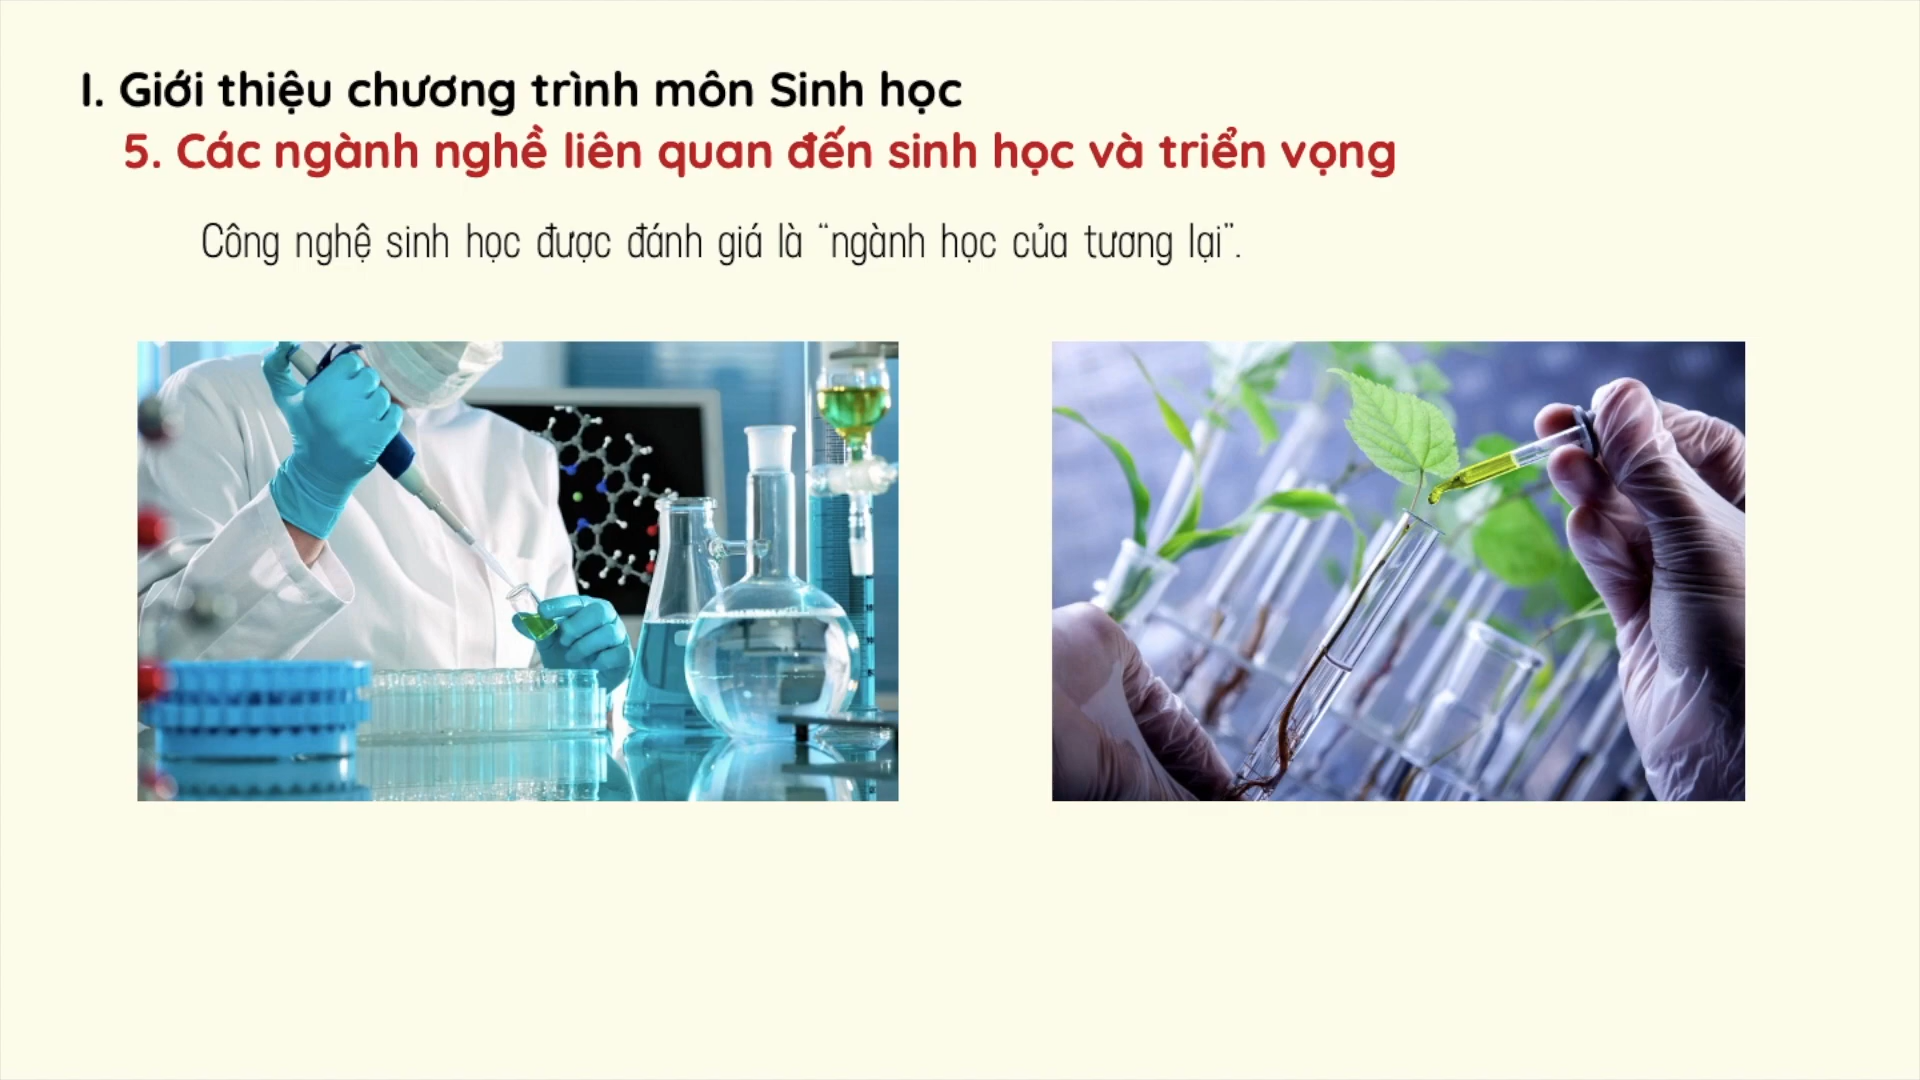 I. Giới thiệu chương trình môn Sinh học
5. Các ngành nghề liên quan đến sinh học và triển vọng
Công nghệ sinh học được đánh giá là “ngành học của tương lại”.